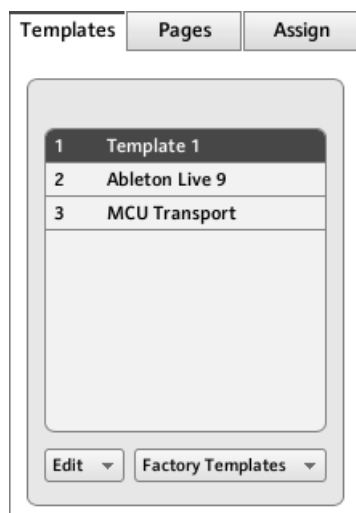 Templates Pages Assign
1 Template 1
2 Ableton Live 9
3 MCU Transport
Edit Factory Templates